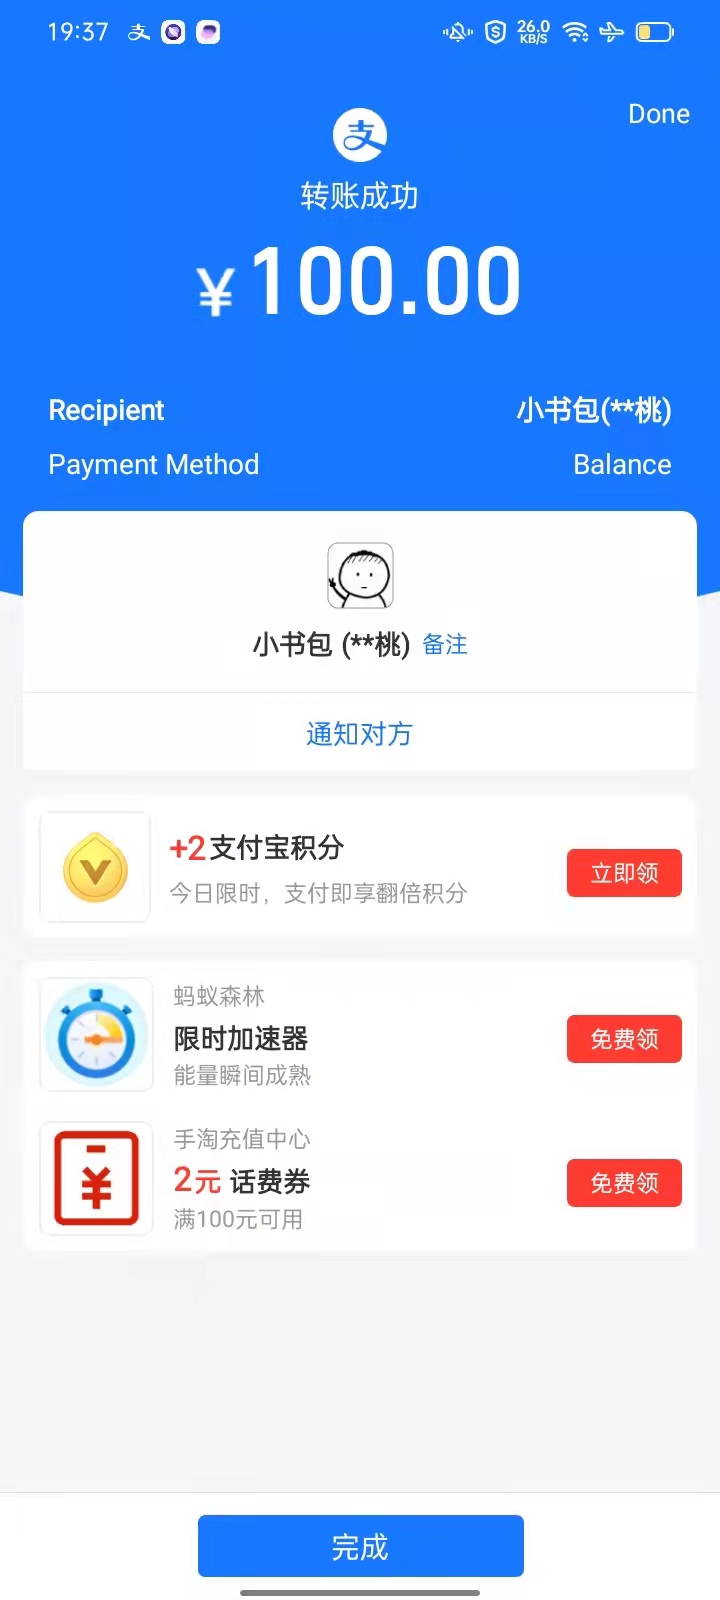 19:37 支 26.0 KB/S
Done
支
转账成功
¥100.00
Recipient 小书包(**桃)
Payment Method Balance
小书包 (**桃) 备注
通知对方
+2支付宝积分
今日限时，支付即享翻倍积分
立即领
蚂蚁森林
限时加速器
能量瞬间成熟
免费领
手淘充值中心
2元 话费券
满100元可用
免费领
完成